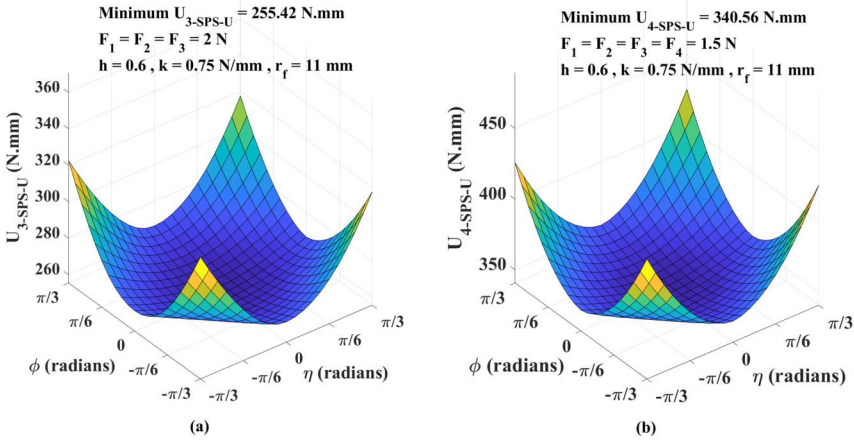 Minimum U3-SPS-U = 255.42 N.mm
F1 = F2 = F3 = 2 N
h = 0.6 , k = 0.75 N/mm , rf = 11 mm
360
340
320
300
280
260
U3-SPS-U (N.mm)
π/3
π/6
0
-π/6
-π/3
ϕ (radians)
-π/3
-π/6
0
π/6
π/3
η (radians)
(a)
Minimum U4-SPS-U = 340.56 N.mm
F1 = F2 = F3 = F4 = 1.5 N
h = 0.6 , k = 0.75 N/mm , rf = 11 mm
450
400
350
U4-SPS-U (N.mm)
π/3
π/6
0
-π/6
-π/3
ϕ (radians)
-π/3
-π/6
0
π/6
π/3
η (radians)
(b)